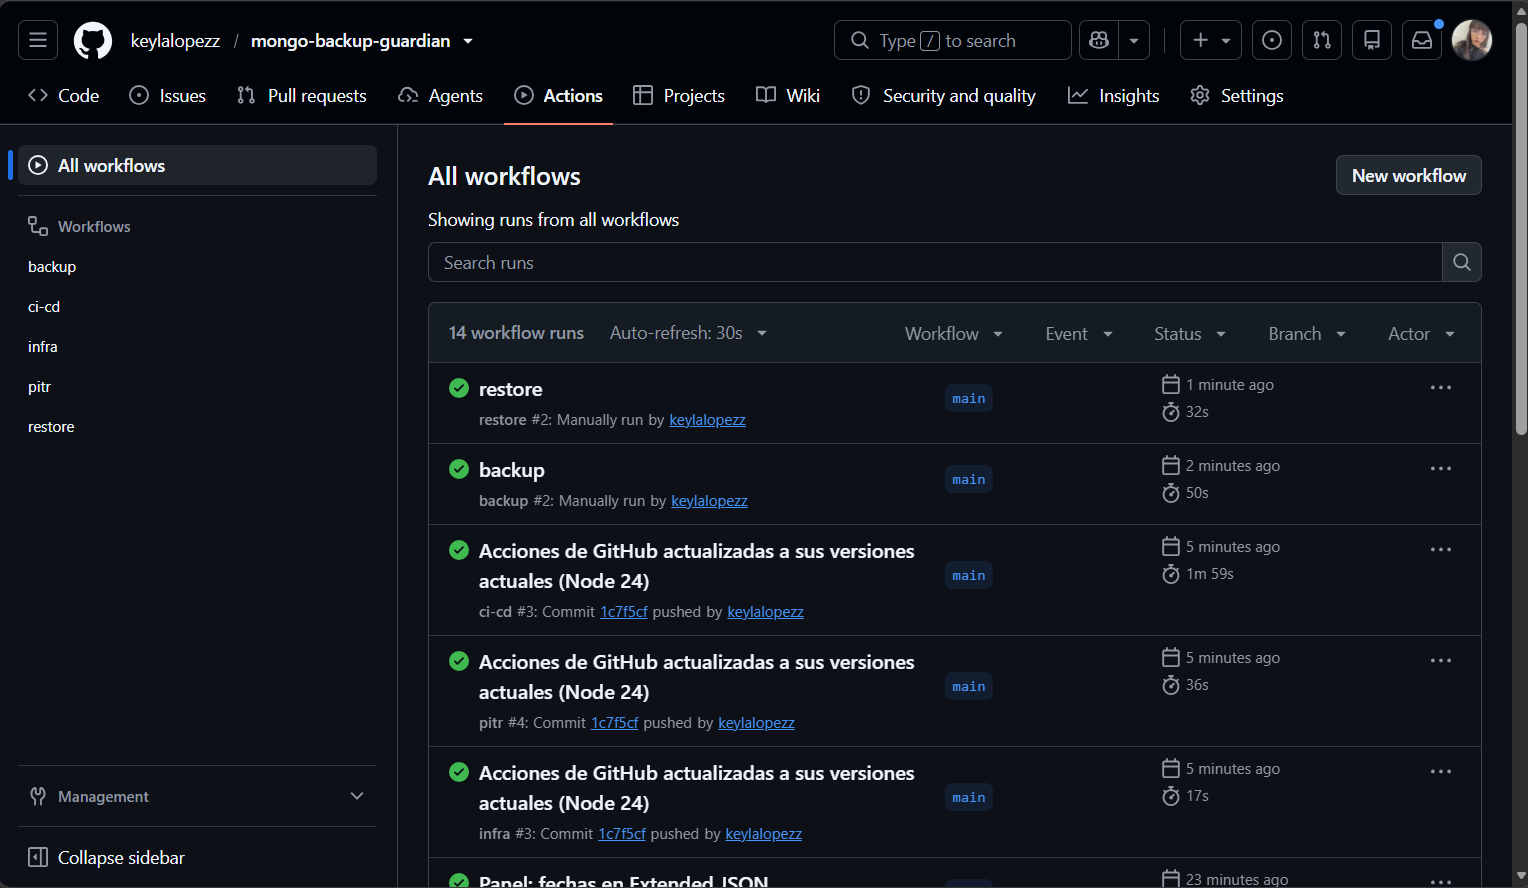 keylalopezz / mongo-backup-guardian
Type / to search
Code
Issues
Pull requests
Agents
Actions
Projects
Wiki
Security and quality
Insights
Settings
All workflows
Workflows
backup
ci-cd
infra
pitr
restore
Management
Collapse sidebar
All workflows
New workflow
Showing runs from all workflows
Search runs
14 workflow runs
Auto-refresh: 30s
Workflow
Event
Status
Branch
Actor
restore
restore #2: Manually run by keylalopezz
main
1 minute ago
32s
backup
backup #2: Manually run by keylalopezz
main
2 minutes ago
50s
Acciones de GitHub actualizadas a sus versiones
actuales (Node 24)
ci-cd #3: Commit 1c7f5cf pushed by keylalopezz
main
5 minutes ago
1m 59s
Acciones de GitHub actualizadas a sus versiones
actuales (Node 24)
pitr #4: Commit 1c7f5cf pushed by keylalopezz
main
5 minutes ago
36s
Acciones de GitHub actualizadas a sus versiones
actuales (Node 24)
infra #3: Commit 1c7f5cf pushed by keylalopezz
main
5 minutes ago
17s
Panel: fechas en Extended JSON
23 minutes ago